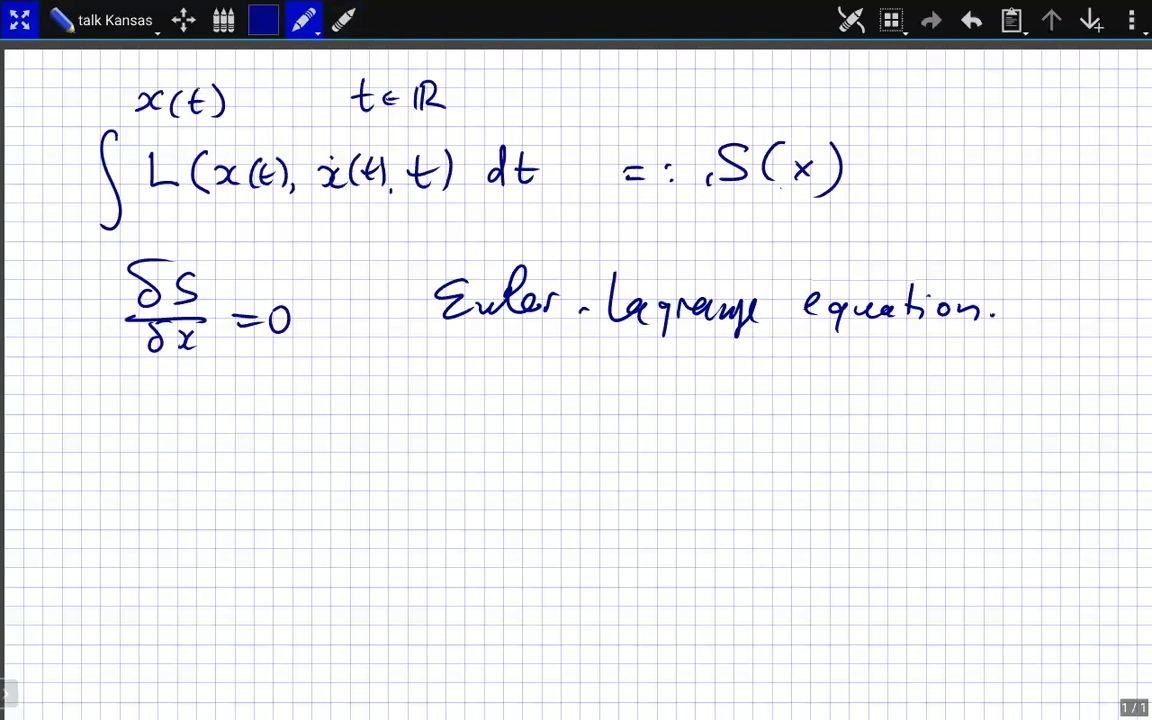 talk Kansas
x(t) t ∈ ℝ
∫ L(x(t), ẋ(t), t) dt =: S(x)
δS/δx = 0 Euler-Lagrange equation.
1/1